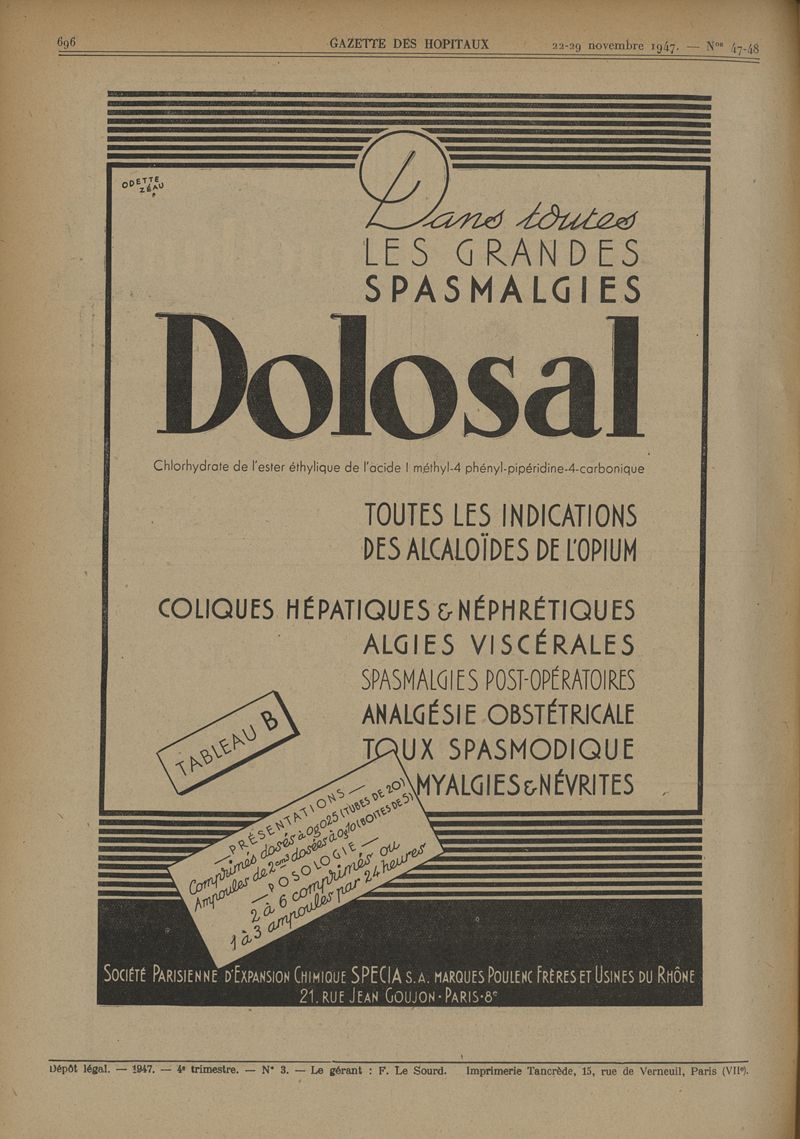 696 GAZETTE DES HOPITAUX 22-29 novembre 1947. — Nos 47-48
ODETTE
ZÉAU
Dans toutes
LES GRANDES
SPASMALGIES
Dolosal
Chlorhydrate de l'ester éthylique de l'acide 1 méthyl-4 phényl-pipéridine-4-carbonique
TOUTES LES INDICATIONS
DES ALCALOÏDES DE L'OPIUM
COLIQUES HÉPATIQUES & NÉPHRÉTIQUES
ALGIES VISCÉRALES
SPASMALGIES POST-OPÉRATOIRES
ANALGÉSIE OBSTÉTRICALE
TOUX SPASMODIQUE
MYALGIES & NÉVRITES
TABLEAU B
— PRÉSENTATIONS —
Comprimés dosés à 0g025 (TUBES DE 20)
Ampoules de 2cm3 dosées à 0g10 (BOITES DE 5)
— POSOLOGIE —
2 à 6 comprimés ou
1 à 3 ampoules par 24 heures
SOCIÉTÉ PARISIENNE D'EXPANSION CHIMIQUE SPECIA S.A. MARQUES POULENC FRÈRES ET USINES DU RHÔNE
21. RUE JEAN GOUJON - PARIS-8e
Dépôt légal. — 1947. — 4e trimestre. — N° 3. — Le gérant : F. Le Sourd. Imprimerie Tancrède, 15, rue de Verneuil, Paris (VIIe).